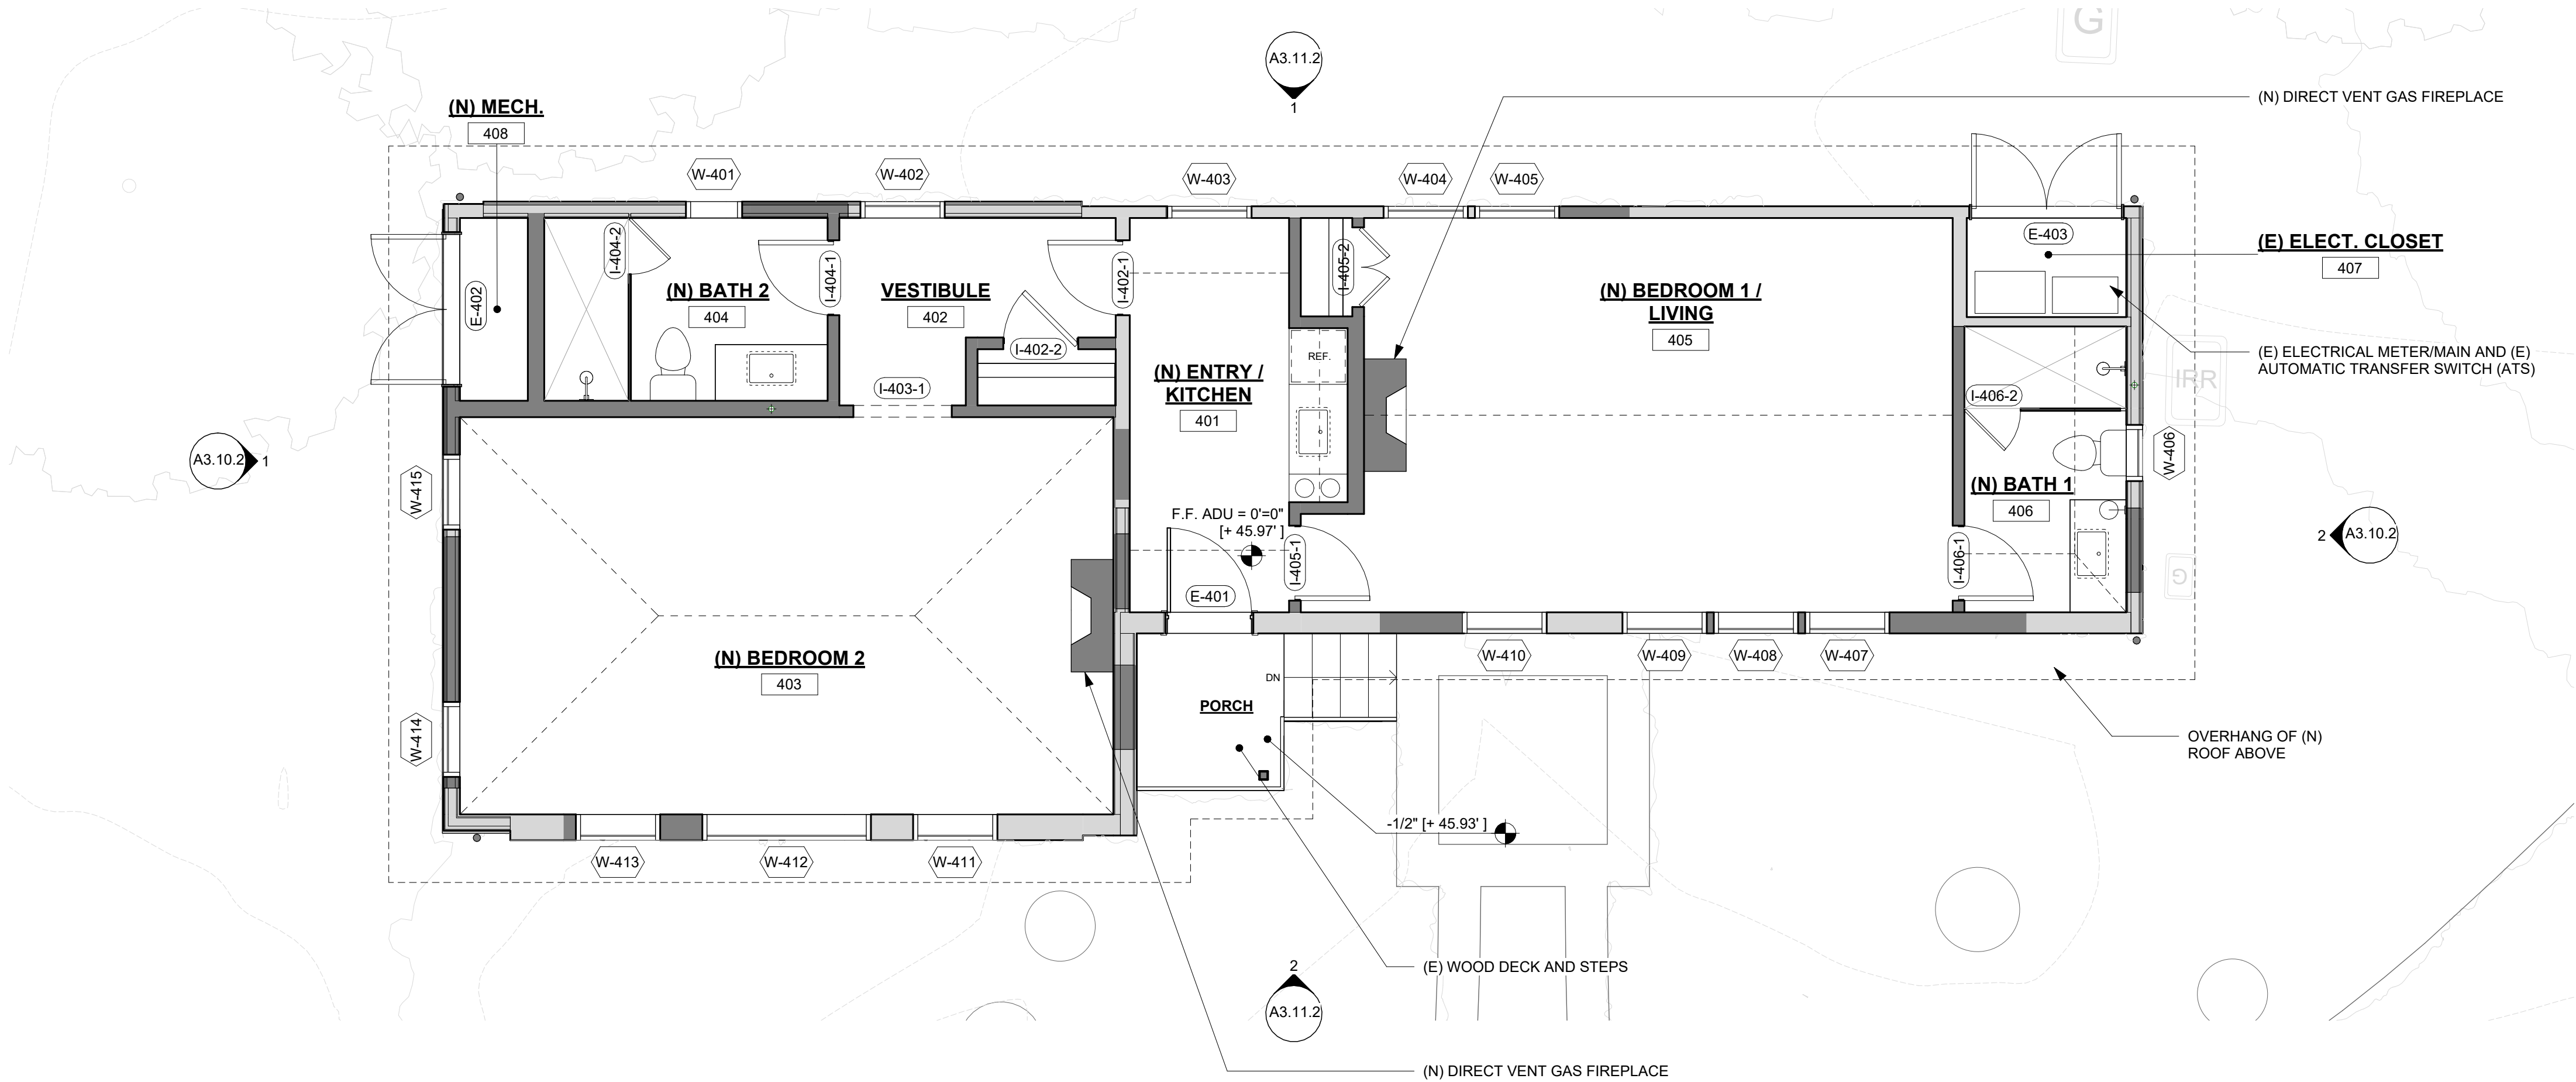 G
A3.11.2
1
(N) DIRECT VENT GAS FIREPLACE
(N) MECH.
408
W-401
W-402
W-403
W-404
W-405
E-403
(E) ELECT. CLOSET
407
I-404-2
I-404-1
I-402-1
I-405-2
E-402
(N) BATH 2
404
VESTIBULE
402
(N) BEDROOM 1 /
LIVING
405
I-402-2
REF.
(E) ELECTRICAL METER/MAIN AND (E)
AUTOMATIC TRANSFER SWITCH (ATS)
IRR
(N) ENTRY /
KITCHEN
401
I-403-1
I-406-2
A3.10.2
1
W-415
W-406
(N) BATH 1
406
F.F. ADU = 0'=0"
[+ 45.97' ]
2
A3.10.2
I-405-1
I-406-1
E-401
G
(N) BEDROOM 2
403
W-410
W-409
W-408
W-407
DN
PORCH
W-414
OVERHANG OF (N)
ROOF ABOVE
-1/2" [+ 45.93' ]
W-413
W-412
W-411
(E) WOOD DECK AND STEPS
2
A3.11.2
(N) DIRECT VENT GAS FIREPLACE